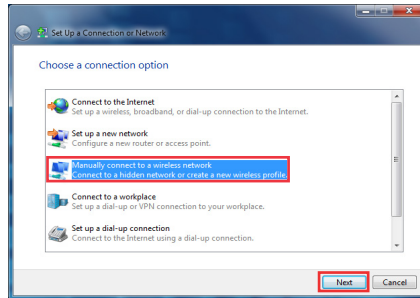 Set Up a Connection or Network
Choose a connection option
Connect to the Internet
Set up a wireless, broadband, or dial-up connection to the Internet.
Set up a new network
Configure a new router or access point.
Manually connect to a wireless network
Connect to a hidden network or create a new wireless profile.
Connect to a workplace
Set up a dial-up or VPN connection to your workplace.
Set up a dial-up connection
Connect to the Internet using a dial-up connection.
Next Cancel